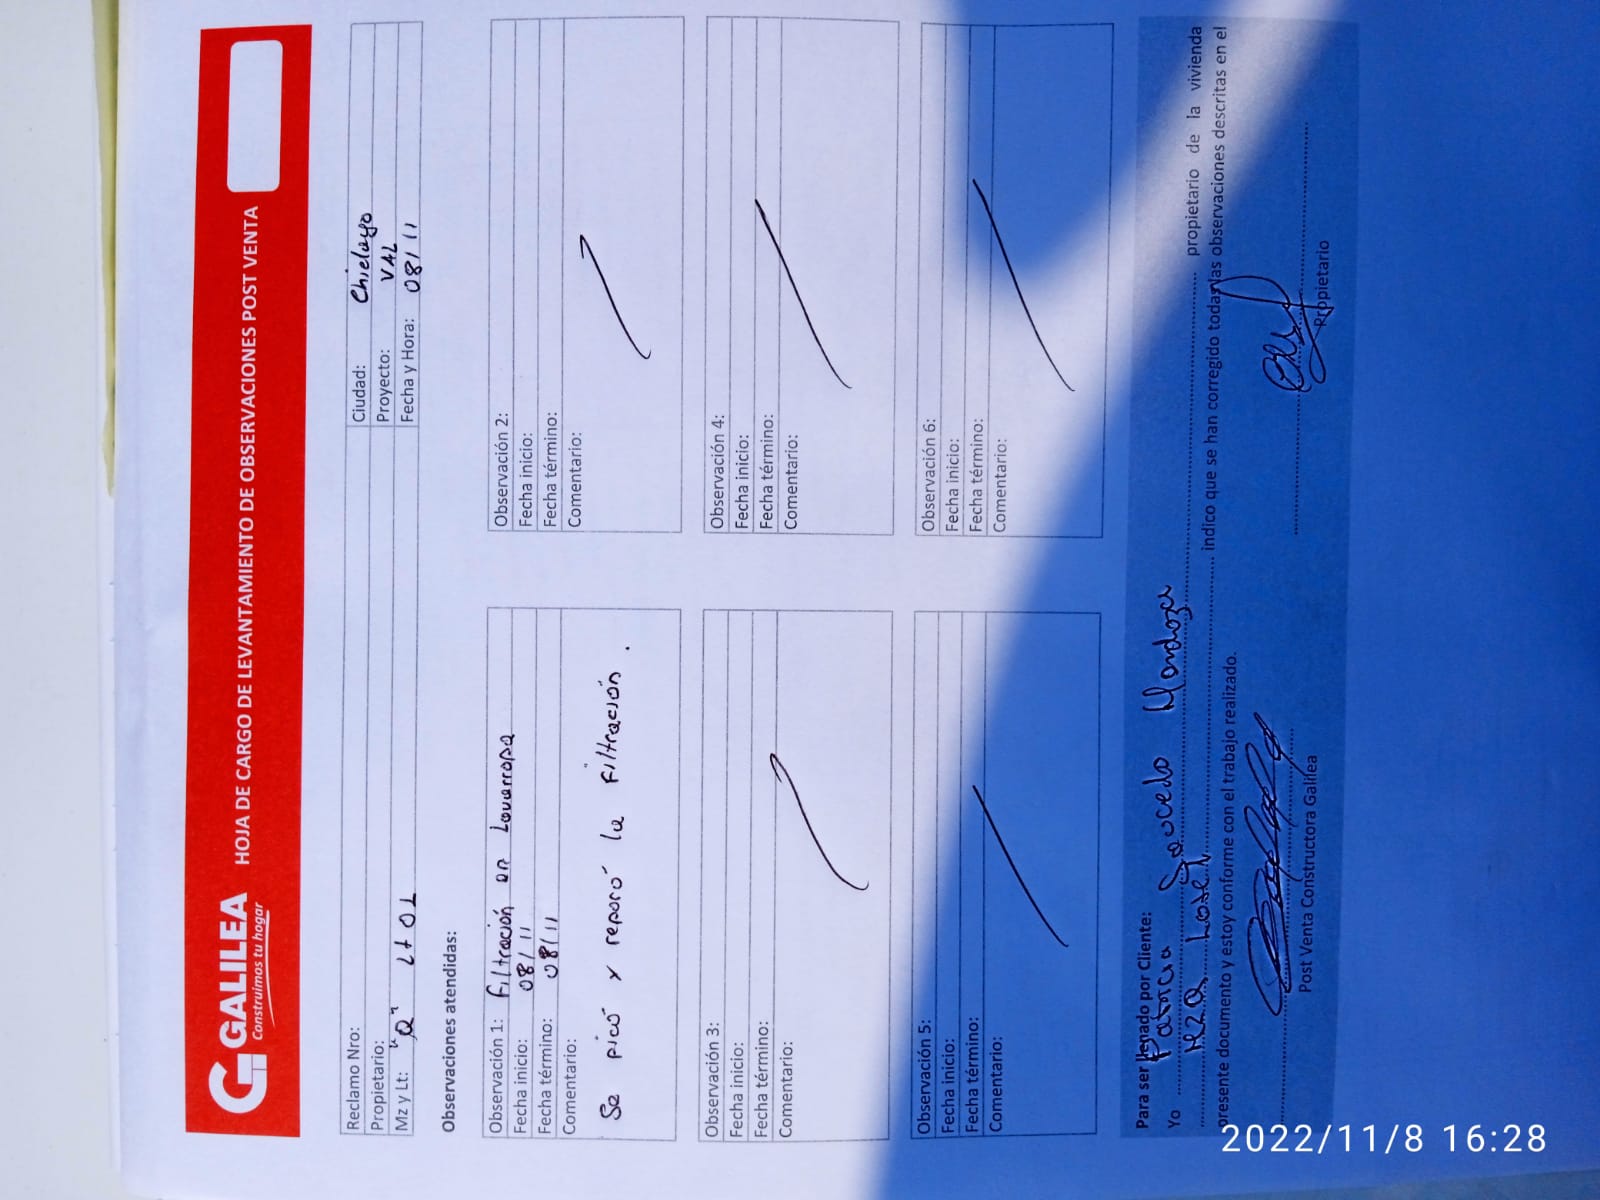 GALILEA
Construimos tu hogar
HOJA DE CARGO DE LEVANTAMIENTO DE OBSERVACIONES POST VENTA
Reclamo Nro:
Ciudad: Chiclayo
Propietario:
Proyecto: VAL
Mz y Lt: "Q" Lt 02
Fecha y Hora: 08/11
Observaciones atendidas:
Observación 1: Filtración en Lavarropa
Fecha inicio: 08/11
Fecha término: 08/11
Comentario:
Se picó y reparó la filtración.
Observación 2:
Fecha inicio:
Fecha término:
Comentario:
Observación 3:
Fecha inicio:
Fecha término:
Comentario:
Observación 4:
Fecha inicio:
Fecha término:
Comentario:
Observación 5:
Fecha inicio:
Fecha término:
Comentario:
Observación 6:
Fecha inicio:
Fecha término:
Comentario:
Para ser llenado por Cliente:
Yo Patricia Mendoza propietario de la vivienda
indico que se han corregido todas las observaciones descritas en el
presente documento y estoy conforme con el trabajo realizado.
Post Venta Constructora Galilea
Propietario
2022/11/8 16:28